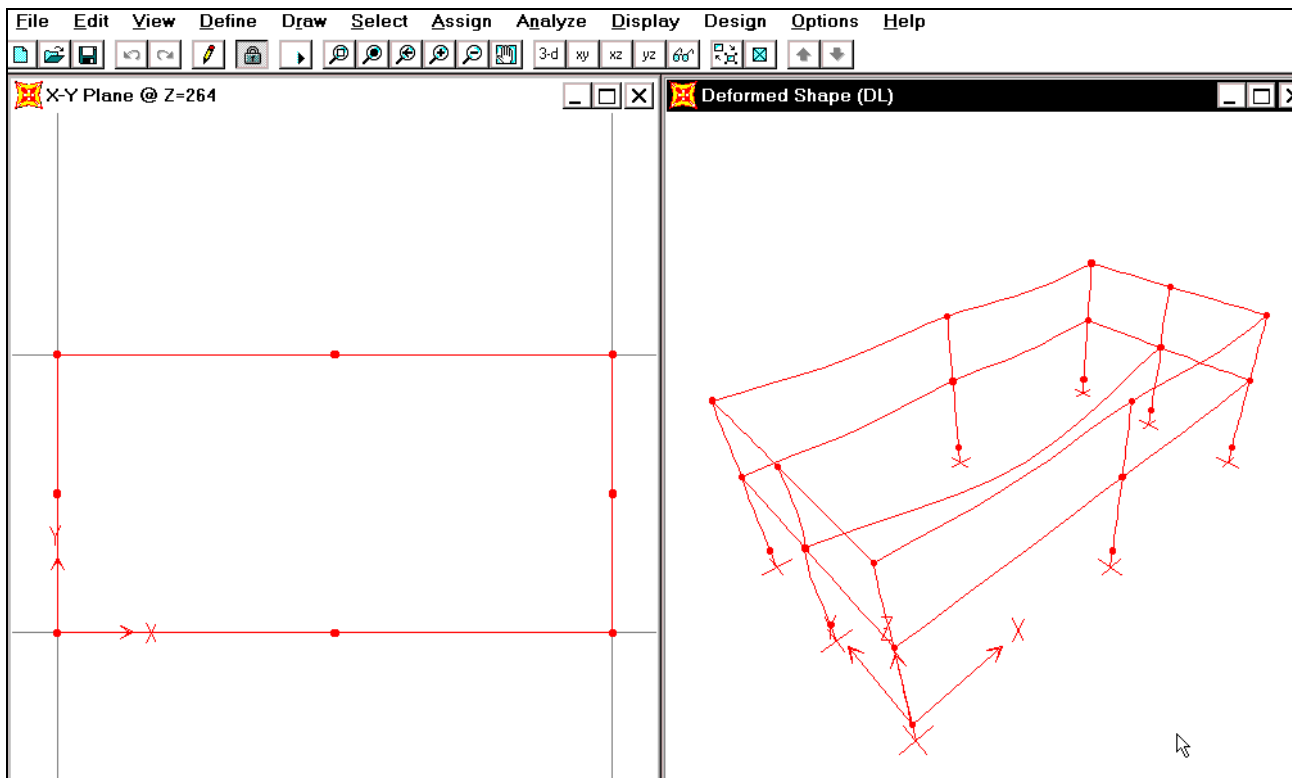 File Edit View Define Draw Select Assign Analyze Display Design Options Help
3-d xy xz yz
X-Y Plane @ Z=264
Deformed Shape (DL)
Y
X
Y
Z
X